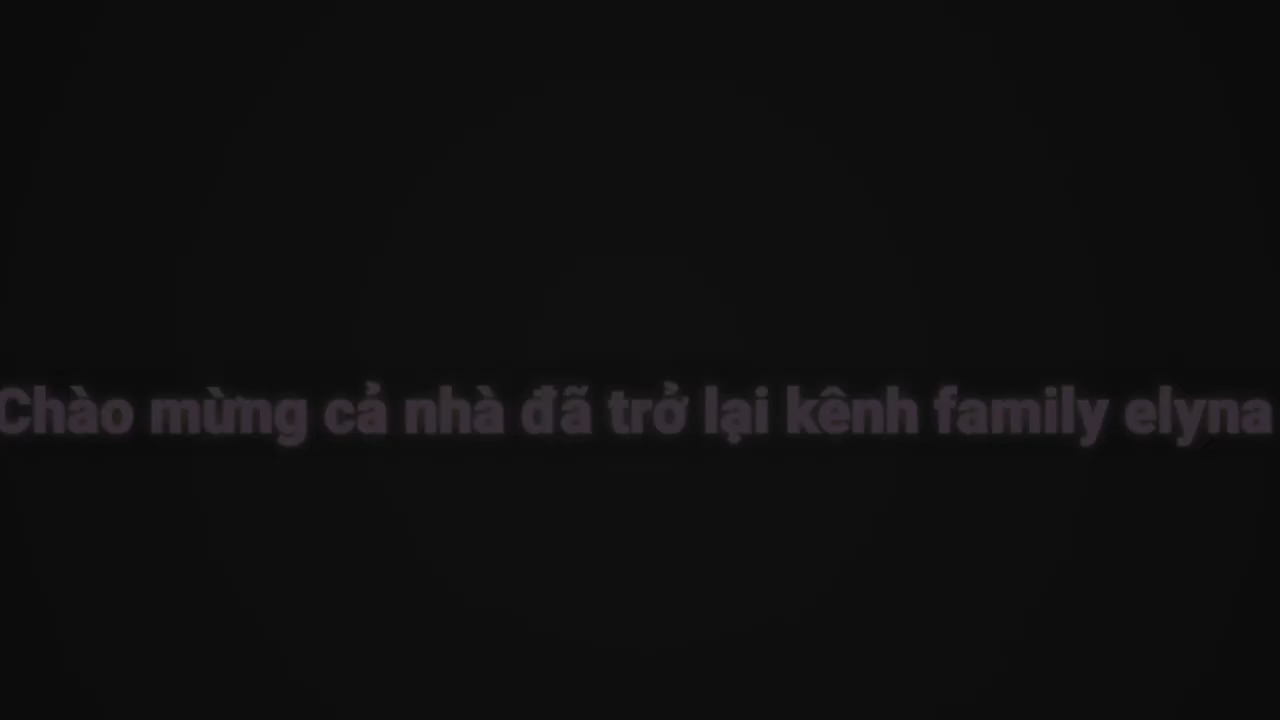 Chào mừng cả nhà đã trở lại kênh family elyna